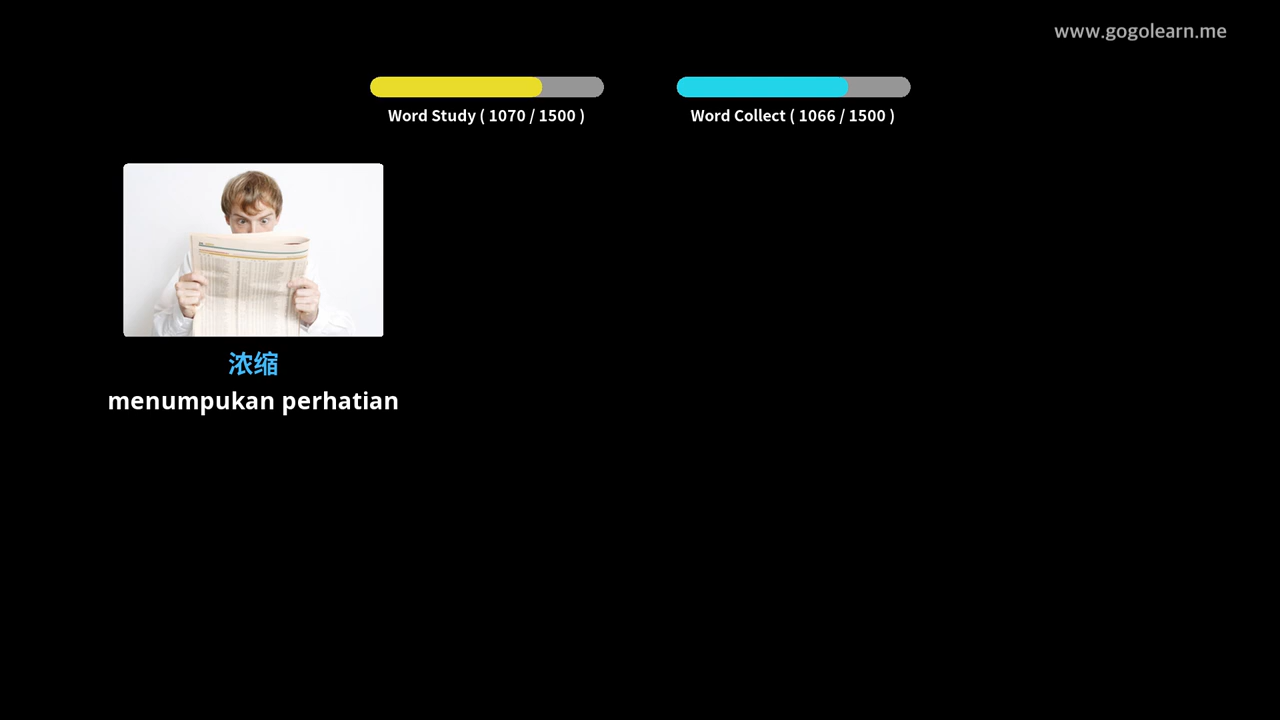 www.gogolearn.me
Word Study ( 1070 / 1500 )
Word Collect ( 1066 / 1500 )
浓缩
menumpukan perhatian